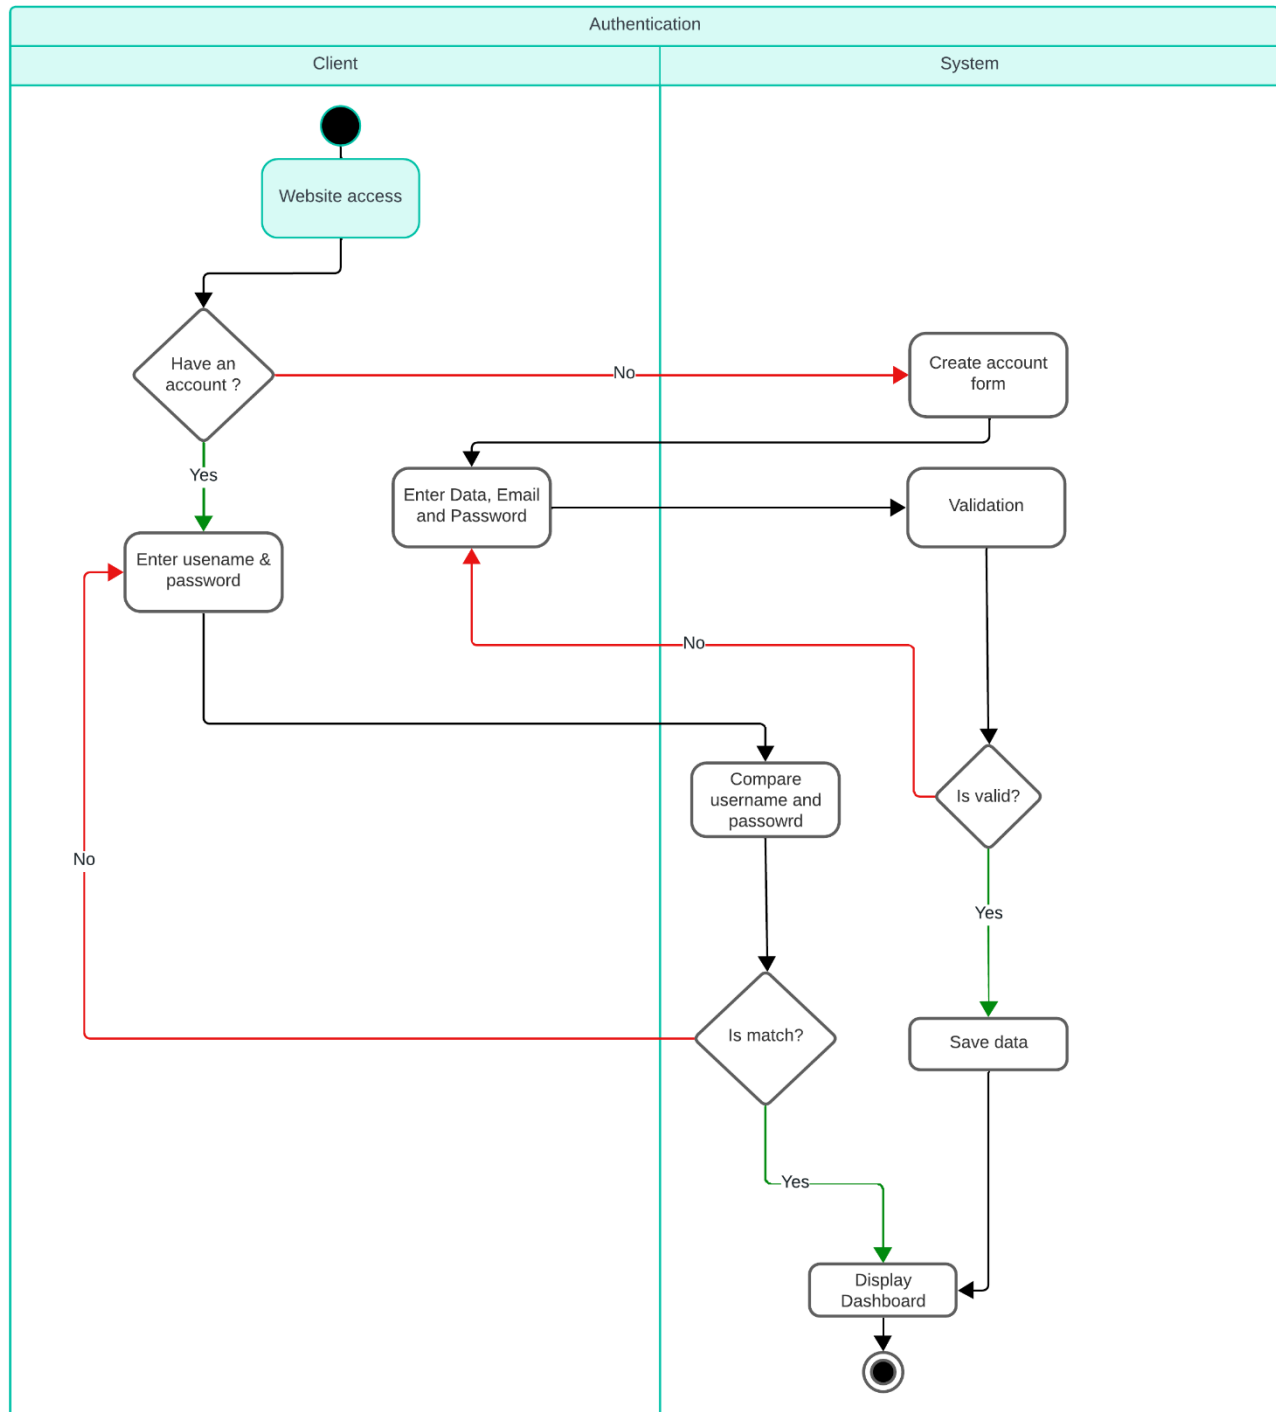 Authentication
Client
System
Website access
Have an
account ?
No
Create account
form
Yes
Enter Data, Email
and Password
Validation
Enter usename &
password
No
Compare
username and
passowrd
Is valid?
No
Yes
Is match?
Save data
Yes
Display
Dashboard